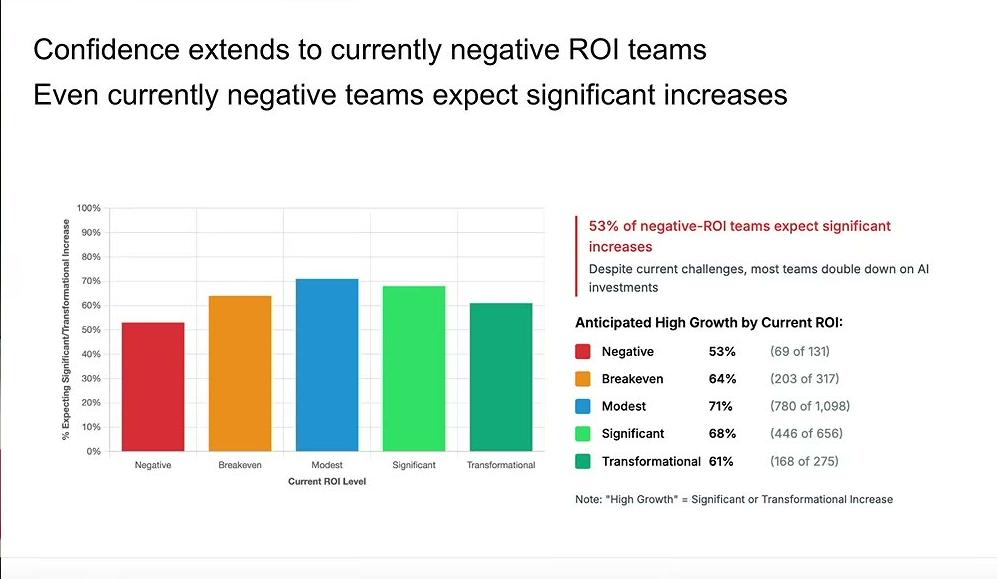 Confidence extends to currently negative ROI teams
Even currently negative teams expect significant increases
% Expecting Significant/Transformational Increase
100%
90%
80%
70%
60%
50%
40%
30%
20%
10%
0%
Negative Breakeven Modest Significant Transformational
Current ROI Level
53% of negative-ROI teams expect significant
increases
Despite current challenges, most teams double down on AI
investments
Anticipated High Growth by Current ROI:
Negative 53% (69 of 131)
Breakeven 64% (203 of 317)
Modest 71% (780 of 1,098)
Significant 68% (446 of 656)
Transformational 61% (168 of 275)
Note: "High Growth" = Significant or Transformational Increase